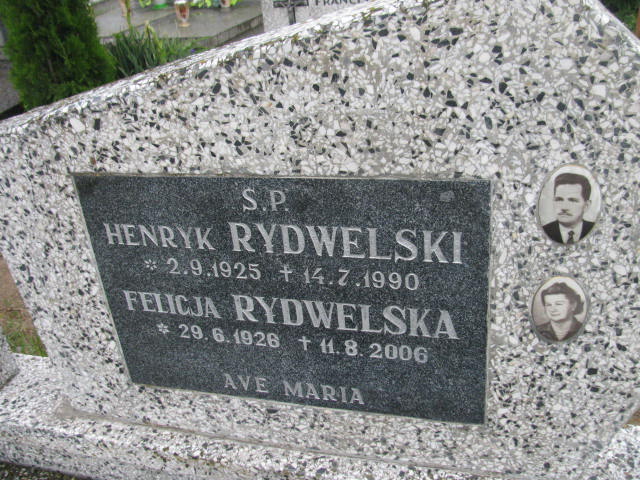 S.P.
HENRYK RYDWELSKI
* 2.9.1925 † 14.7.1990
FELICJA RYDWELSKA
* 29.6.1926 † 11.8.2006
AVE MARIA